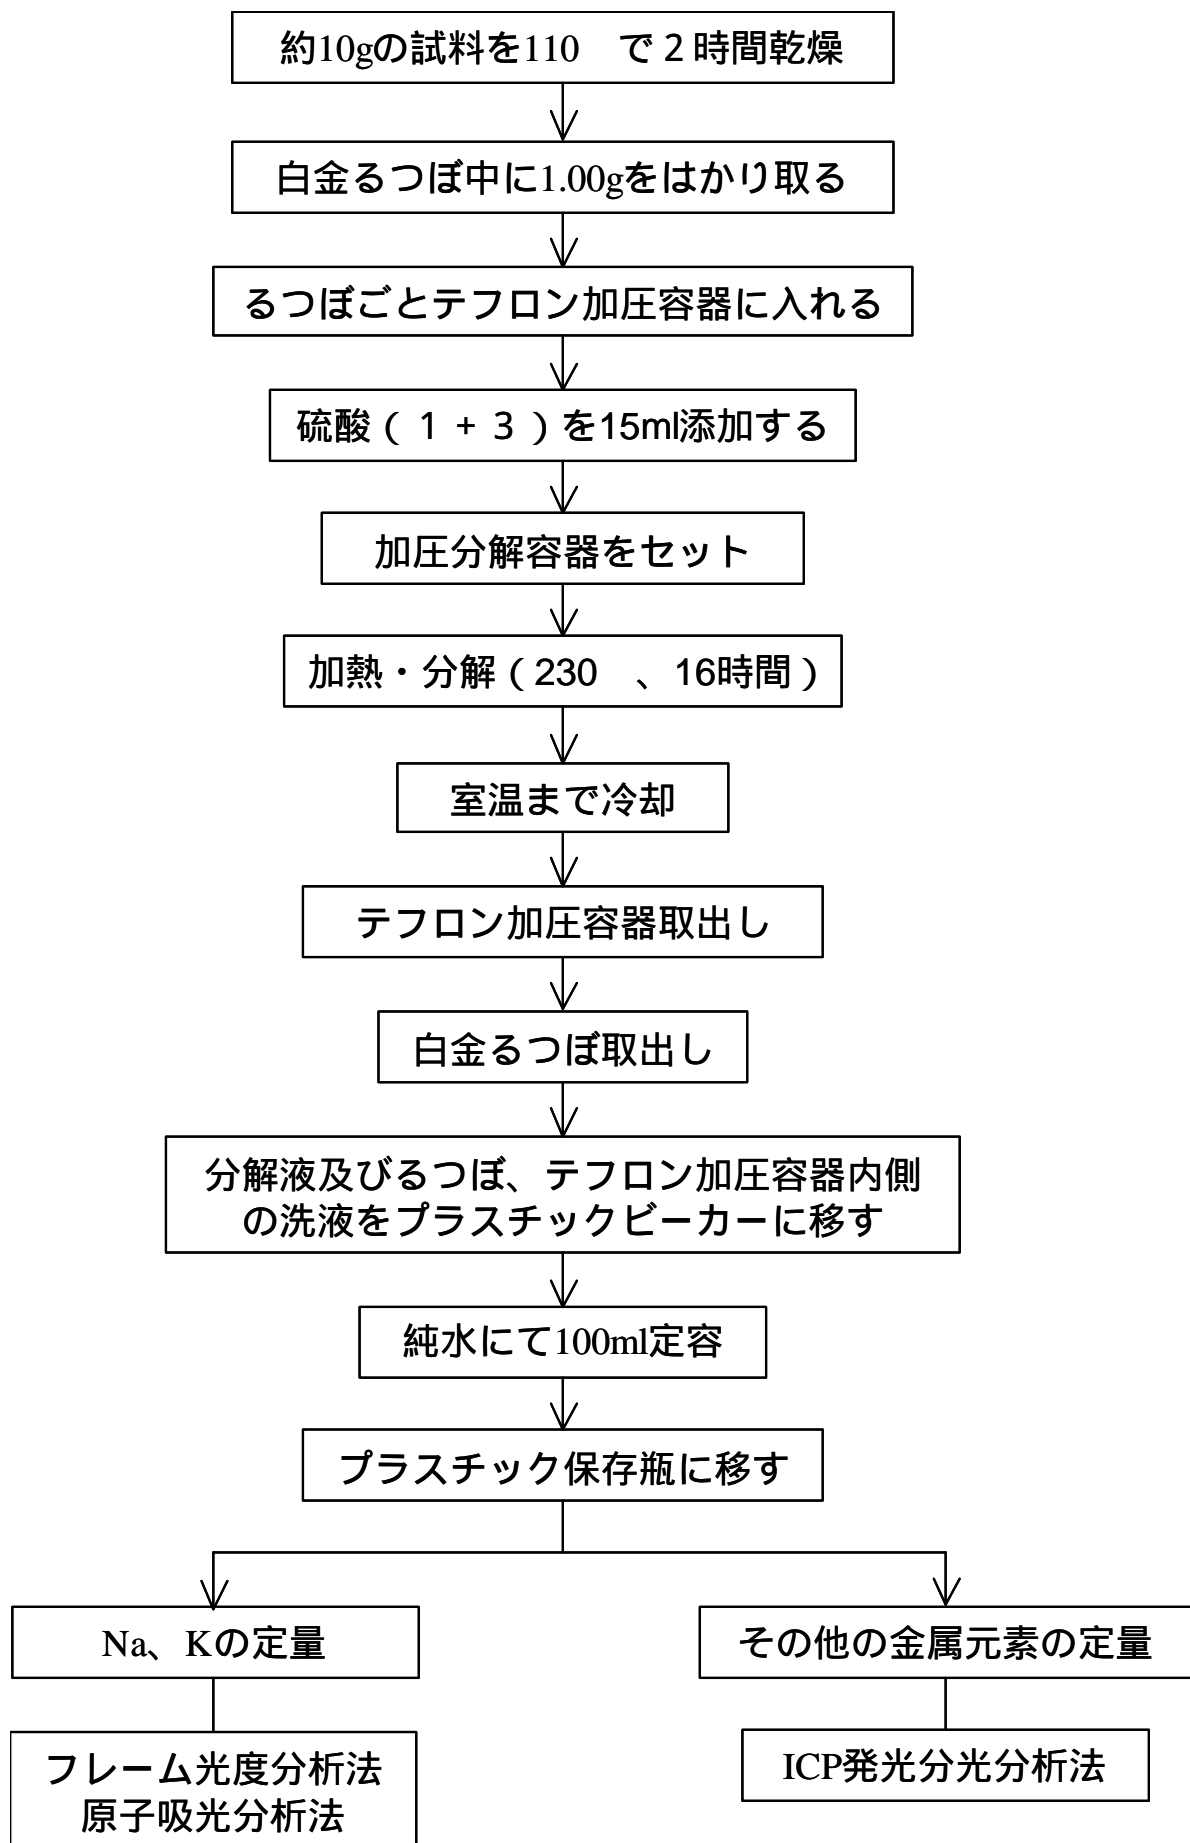 約10gの試料を110　で２時間乾燥
白金るつぼ中に1.00gをはかり取る
るつぼごとテフロン加圧容器に入れる
硫酸（１＋３）を15ml添加する
加圧分解容器をセット
加熱・分解（230　、16時間）
室温まで冷却
テフロン加圧容器取出し
白金るつぼ取出し
分解液及びるつぼ、テフロン加圧容器内側
の洗液をプラスチックビーカーに移す
純水にて100ml定容
プラスチック保存瓶に移す
Na、Kの定量
その他の金属元素の定量
フレーム光度分析法
原子吸光分析法
ICP発光分光分析法